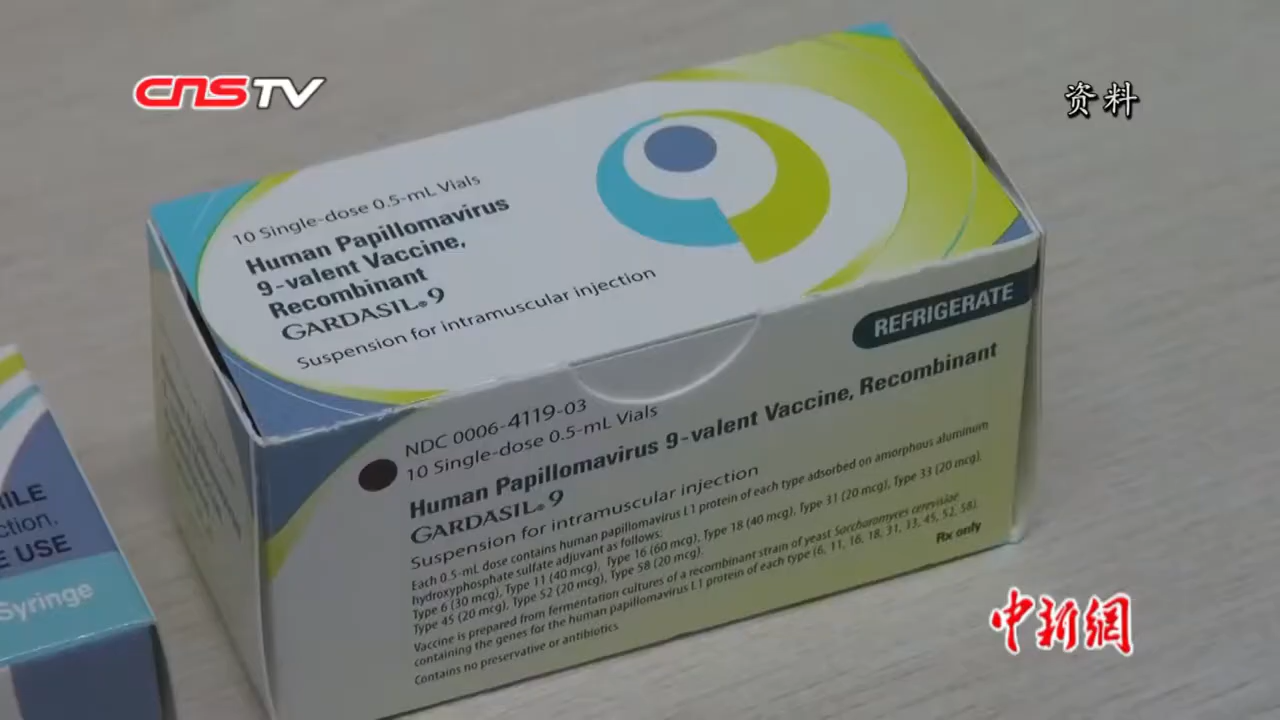 CNSTV
资料
10 Single-dose 0.5-mL Vials
Human Papillomavirus
9-valent Vaccine,
Recombinant
GARDASIL®9
Suspension for intramuscular injection
REFRIGERATE
NDC 0006-4119-03
10 Single-dose 0.5-mL Vials
Human Papillomavirus 9-valent Vaccine, Recombinant
GARDASIL®9
Suspension for intramuscular injection
Each 0.5-mL dose contains human papillomavirus L1 protein of each type adsorbed on amorphous aluminum
hydroxyphosphate sulfate adjuvant as follows:
Type 6 (30 mcg), Type 11 (40 mcg), Type 16 (60 mcg), Type 18 (40 mcg), Type 31 (20 mcg), Type 33 (20 mcg),
Type 45 (20 mcg), Type 52 (20 mcg), Type 58 (20 mcg).
Vaccine is prepared from fermentation cultures of a recombinant strain of yeast Saccharomyces cerevisiae
containing the genes for the human papillomavirus L1 protein of each type (6, 11, 16, 18, 31, 33, 45, 52, 58).
Contains no preservative or antibiotics.
Rx only
ILE
ction.
E USE
Syringe
中新網